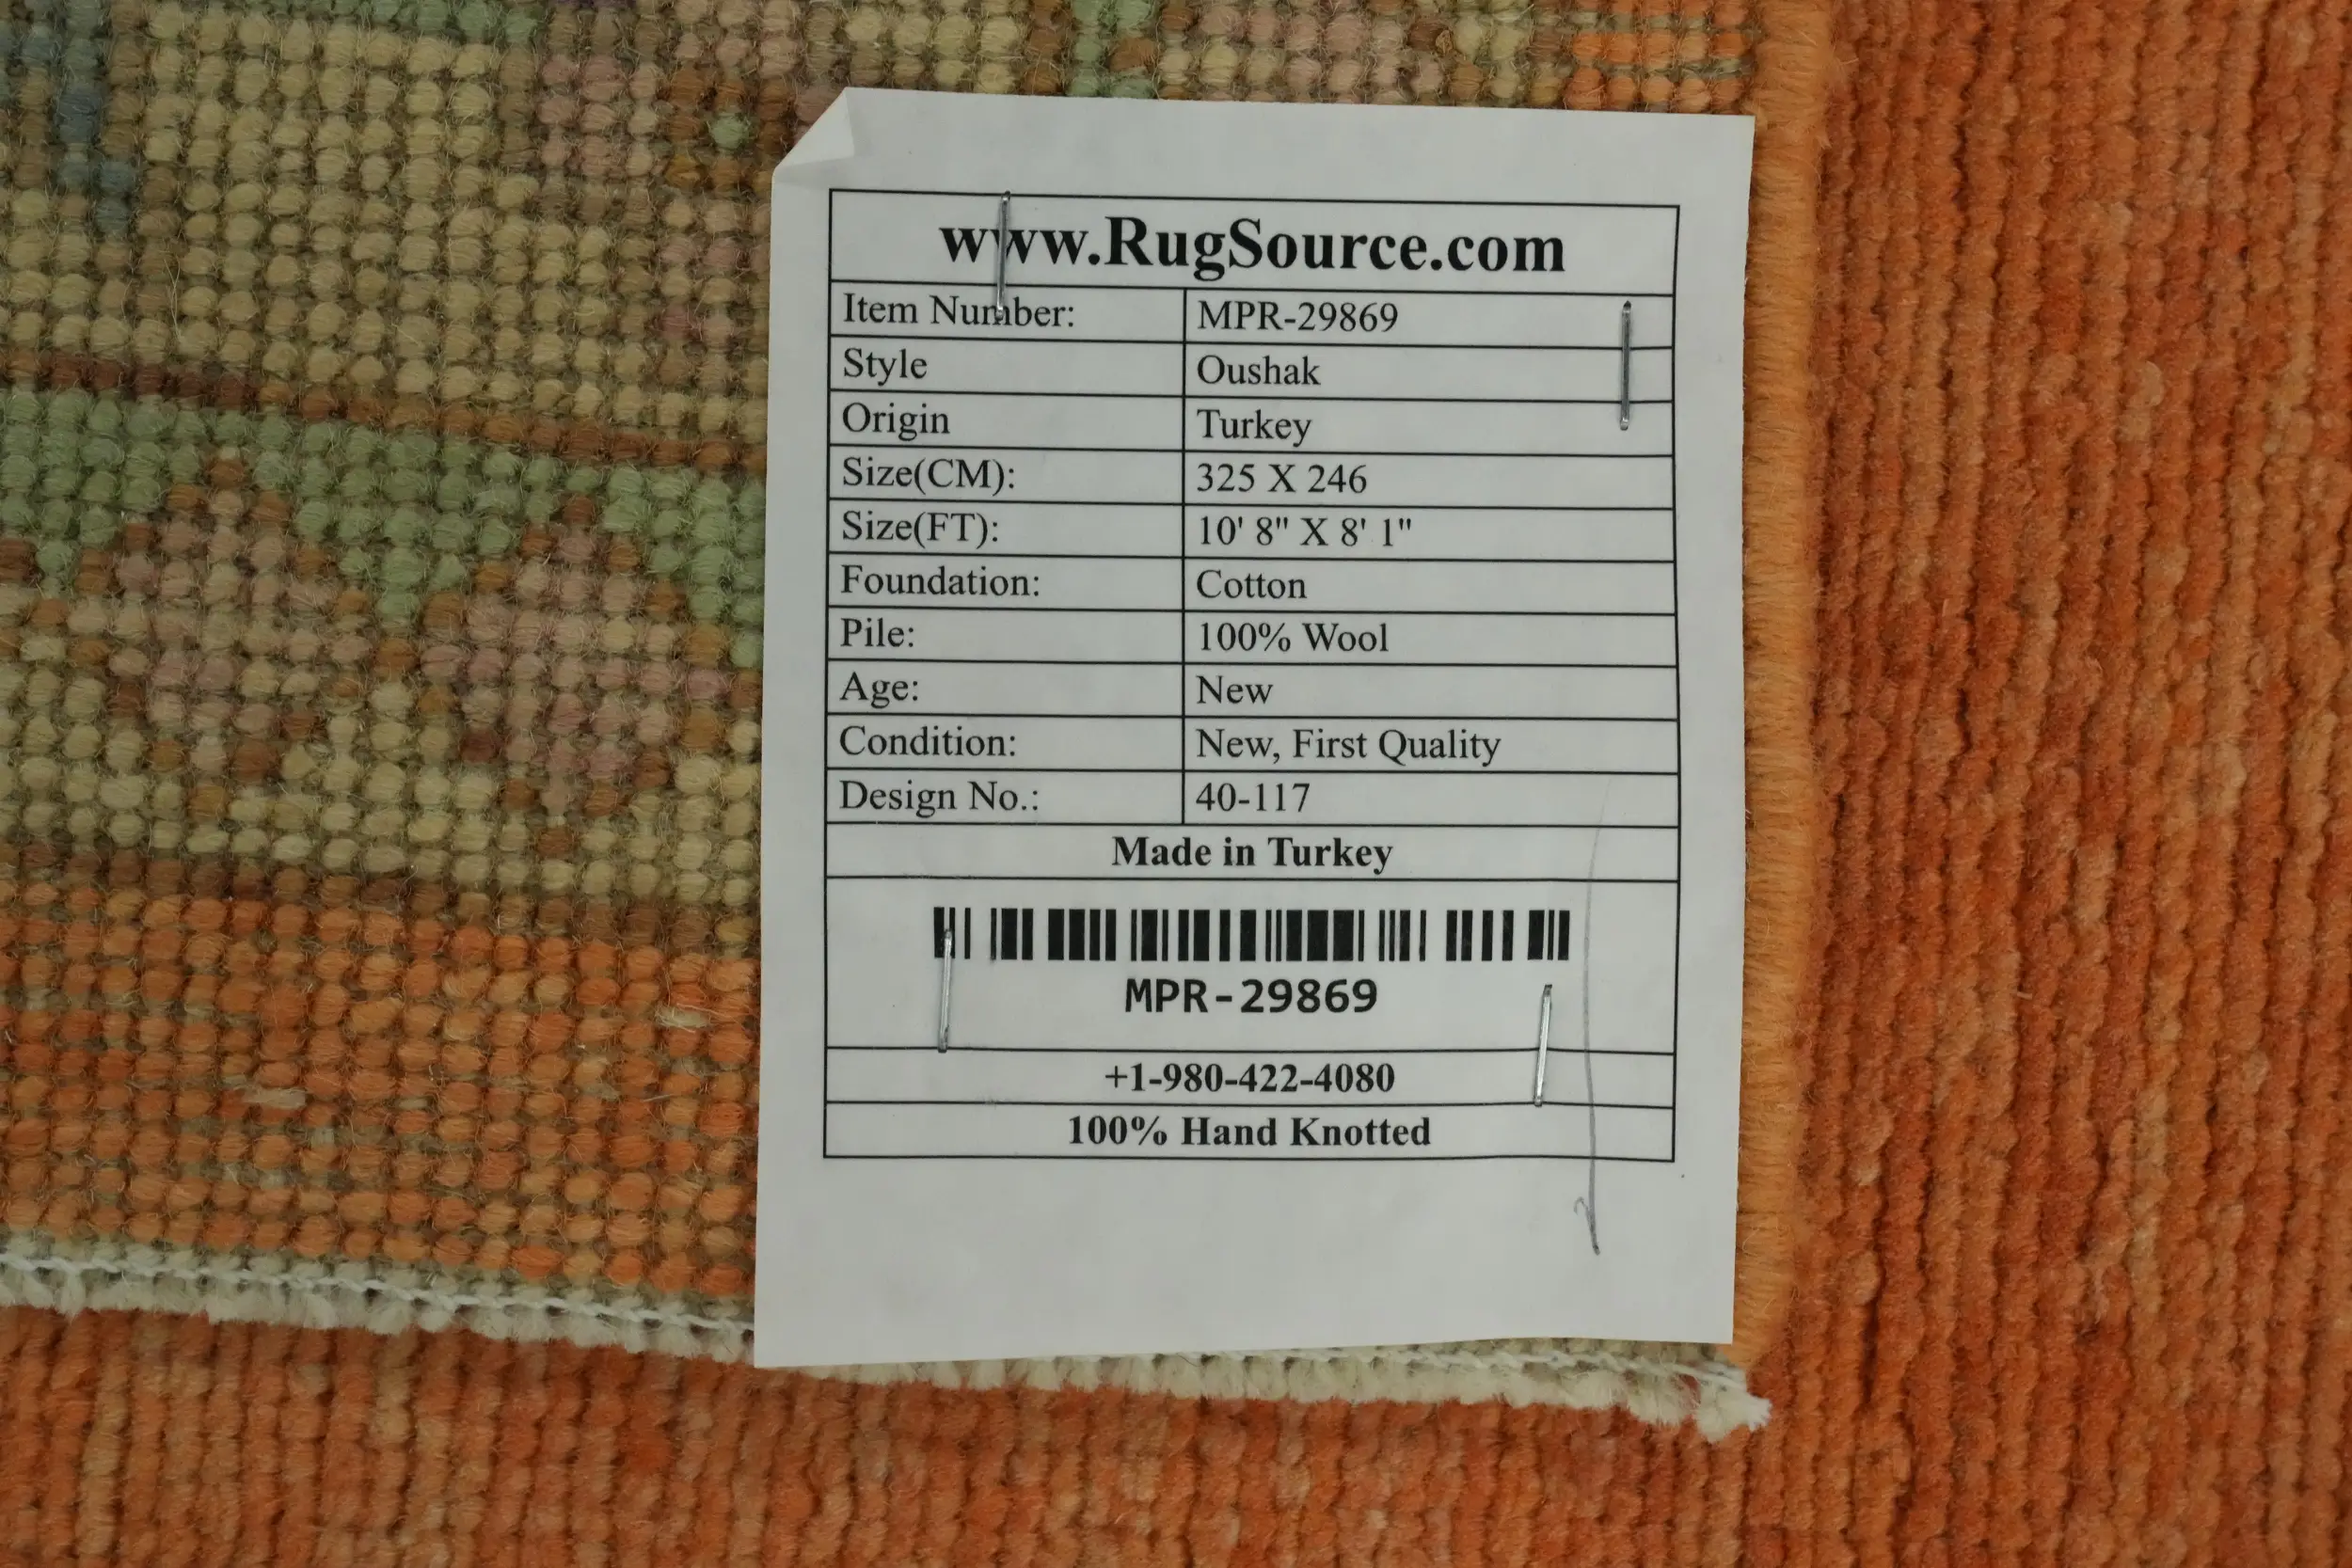 www.RugSource.com
Item Number: MPR-29869
Style Oushak
Origin Turkey
Size(CM): 325 X 246
Size(FT): 10' 8" X 8' 1"
Foundation: Cotton
Pile: 100% Wool
Age: New
Condition: New, First Quality
Design No.: 40-117
Made in Turkey
MPR-29869
+1-980-422-4080
100% Hand Knotted